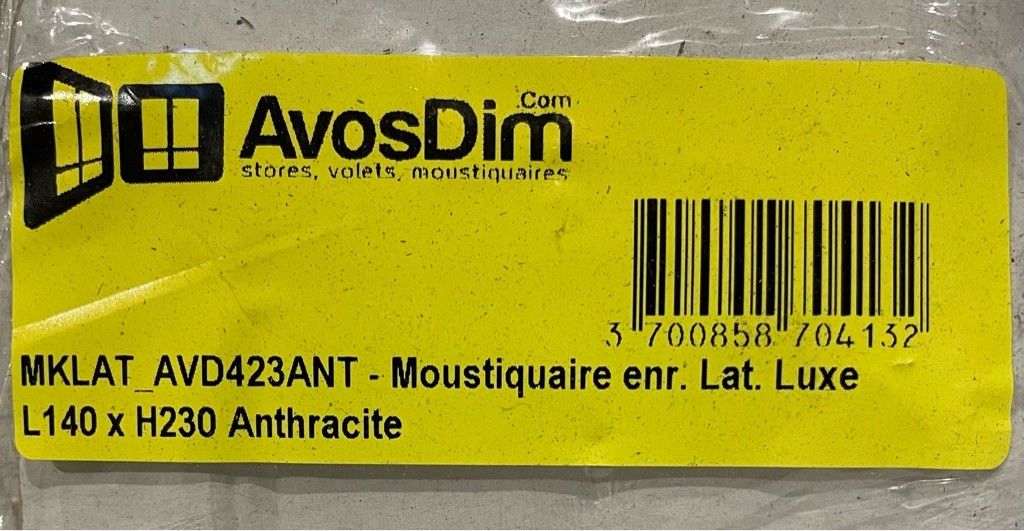 AvosDim
.Com
stores, volets, moustiquaires
3 700858 704132
MKLAT_AVD423ANT - Moustiquaire enr. Lat. Luxe
L140 x H230 Anthracite